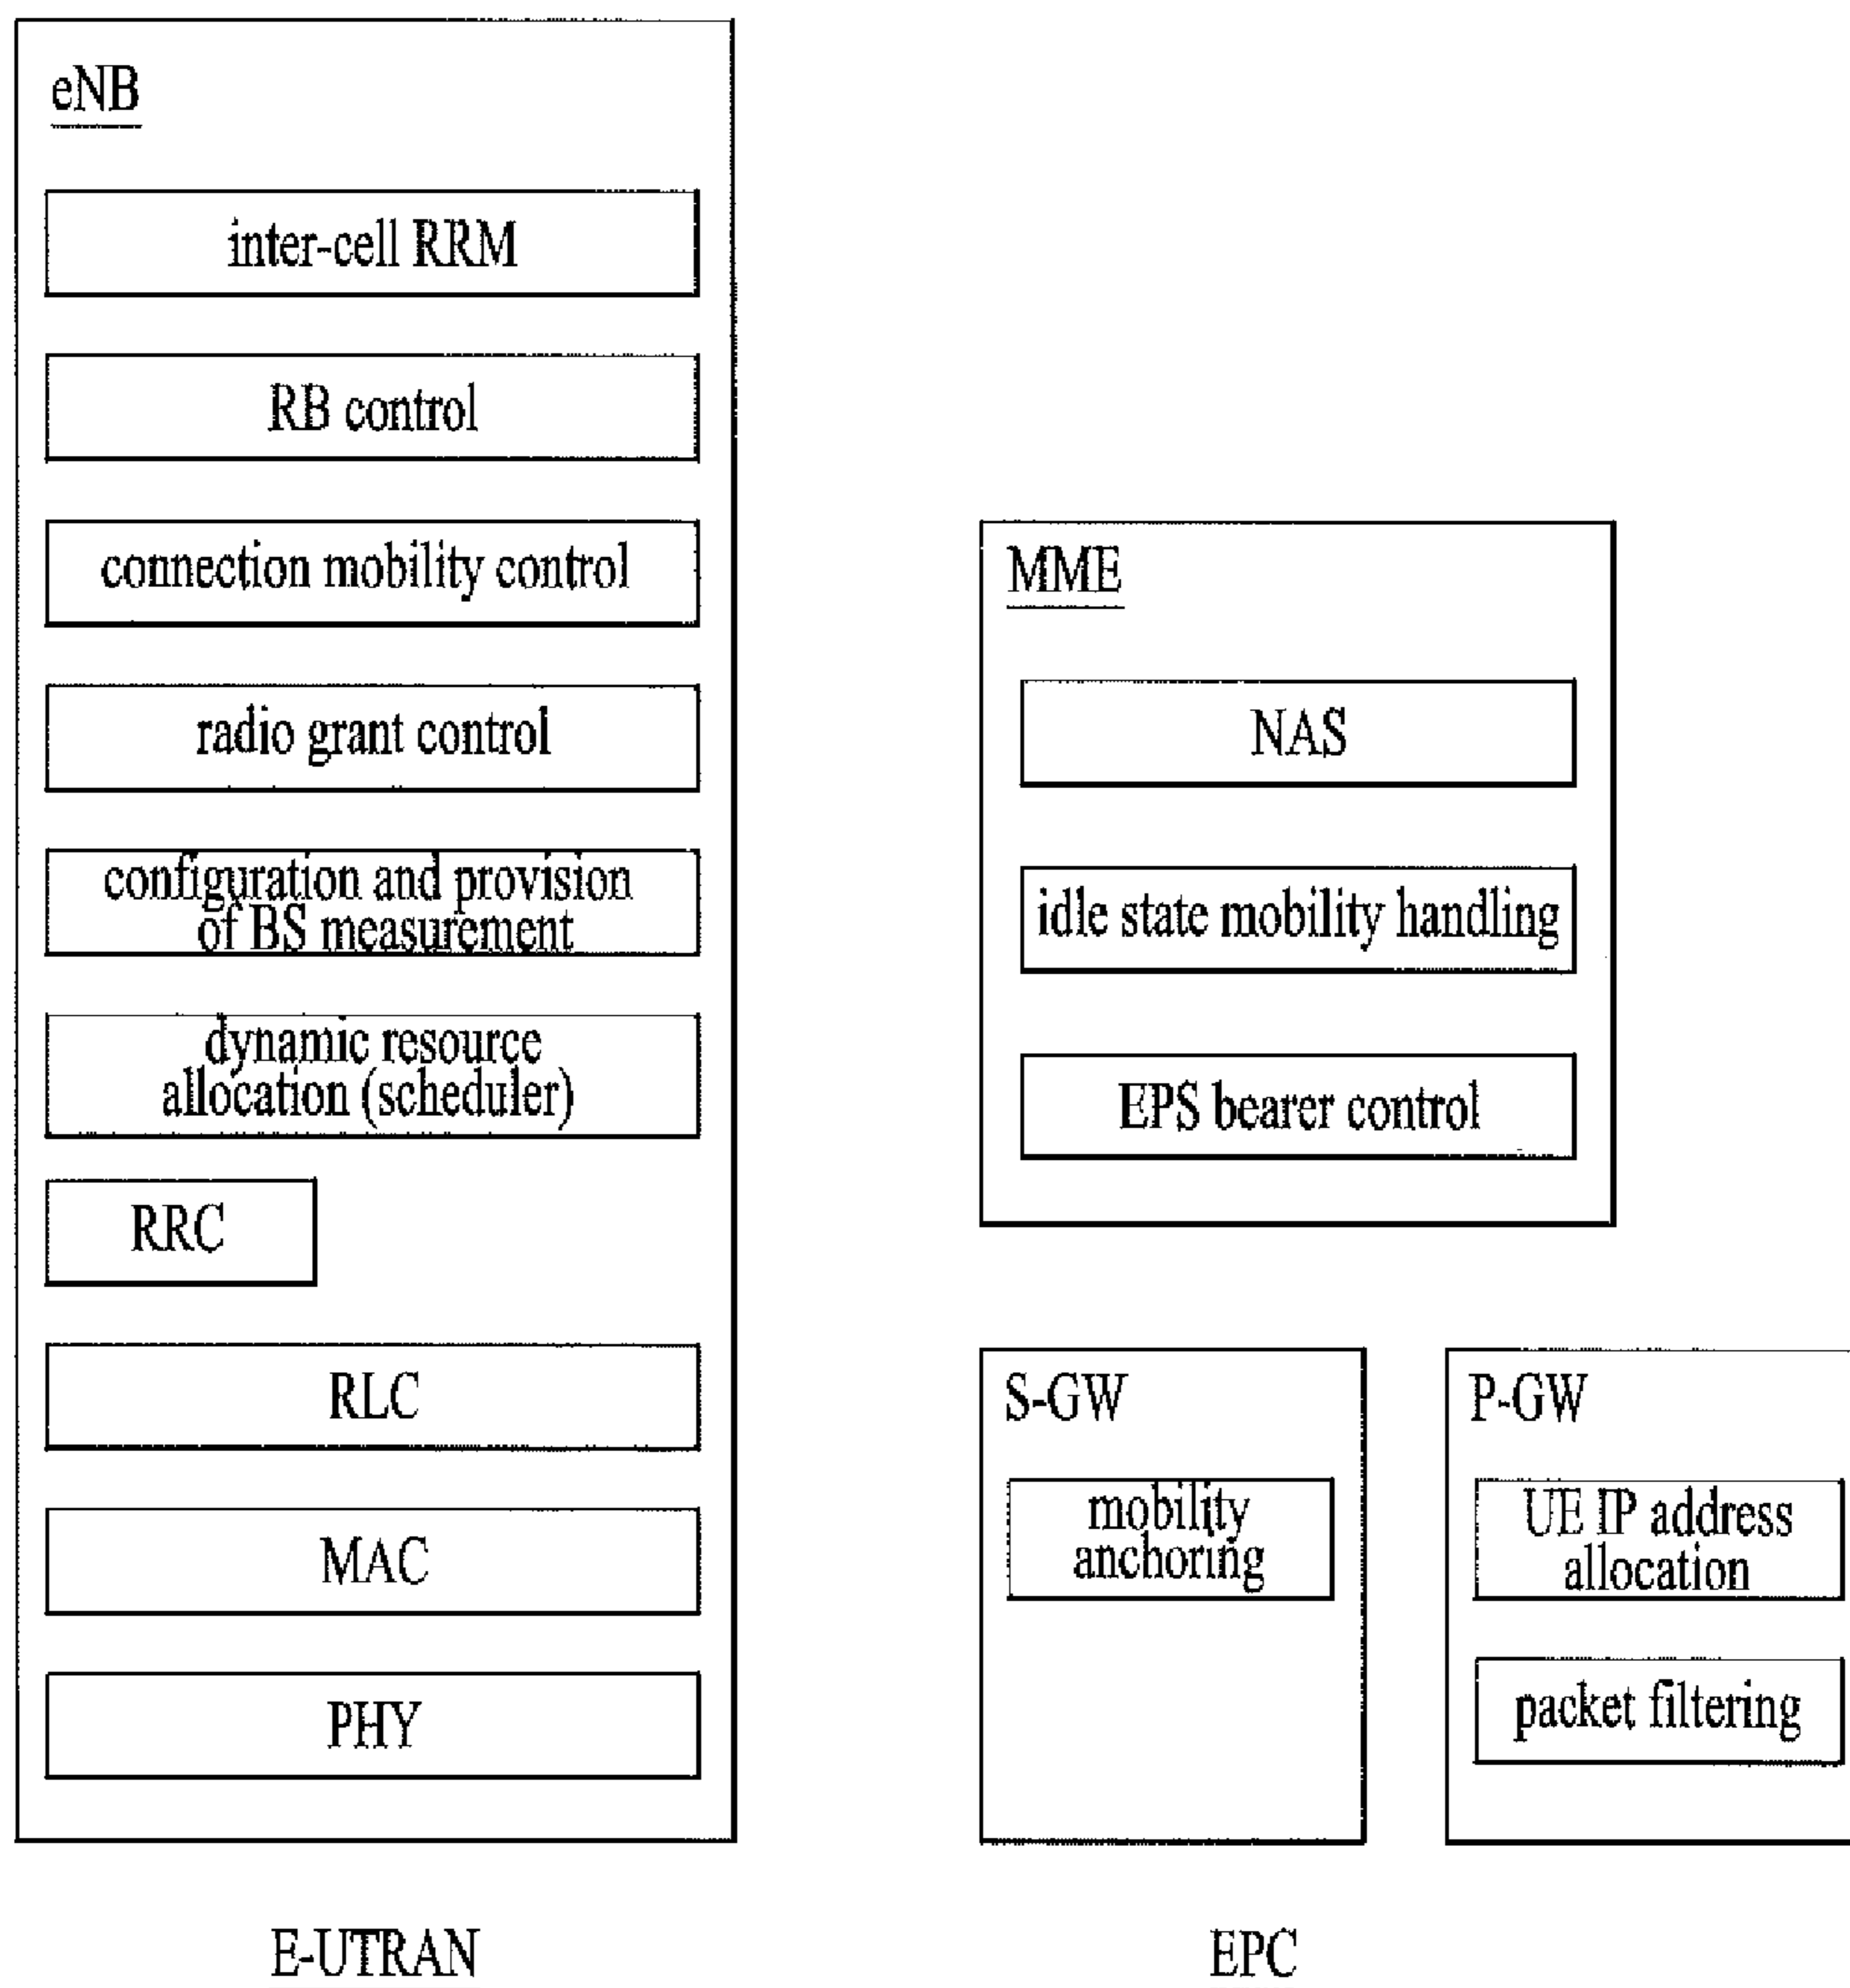 eNB
inter-cell RRM
RB control
connection mobility control
radio grant control
configuration and provision
of BS measurement
dynamic resource
allocation (scheduler)
RRC
RLC
MAC
PHY
E-UTRAN
MME
NAS
idle state mobility handling
EPS bearer control
S-GW
mobility
anchoring
P-GW
UE IP address
allocation
packet filtering
EPC